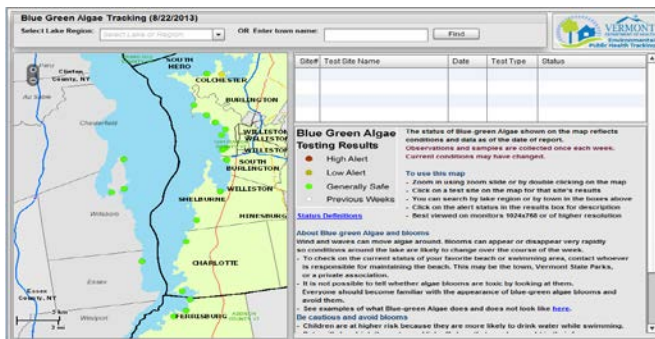 Blue Green Algae Tracking (8/22/2013)
Select Lake Region: Select Lake or Region OR Enter town name: Find
VERMONT
DEPARTMENT OF HEALTH
Environmental
Public Health Tracking
Site# Test Site Name Date Test Type Status
Clinton
County, NY
Au Sable
Chesterfield
Willsboro
Essex
Essex
County, NY
Westport
SOUTH
HERO
COLCHESTER
BURLINGTON
WILLISTON
WILLISTON
SOUTH
BURLINGTON
WILLISTON
SHELBURNE
HINESBURG
CHARLOTTE
FERRISBURG
Blue Green Algae
Testing Results
High Alert
Low Alert
Generally Safe
Previous Weeks
Status Definitions
The status of Blue-green Algae shown on the map reflects
conditions and data as of the date of report.
Observations and samples are collected once each week.
Current conditions may have changed.
To use this map
- Zoom in using zoom slide or by double clicking on the map
- Click on a test site on the map for that site's results
- You can search by lake region or by town in the boxes above
- Click on the alert status in the results box for description
- Best viewed on monitors 1024x768 or of higher resolution
About Blue green Algae and blooms
Wind and waves can move algae around. Blooms can appear or disappear very rapidly
so conditions around the lake are likely to change over the course of the week.
- To check on the current status of your favorite beach or swimming area, contact whoever
is responsible for maintaining the beach. This may be the town, Vermont State Parks,
or a private association.
- It is not possible to tell whether algae blooms are toxic by looking at them.
Everyone should become familiar with the appearance of blue-green algae blooms and
avoid them.
- See examples of what Blue-green Algae does and does not look like here.
Be cautious and avoid blooms
- Children are at higher risk because they are more likely to drink water while swimming.